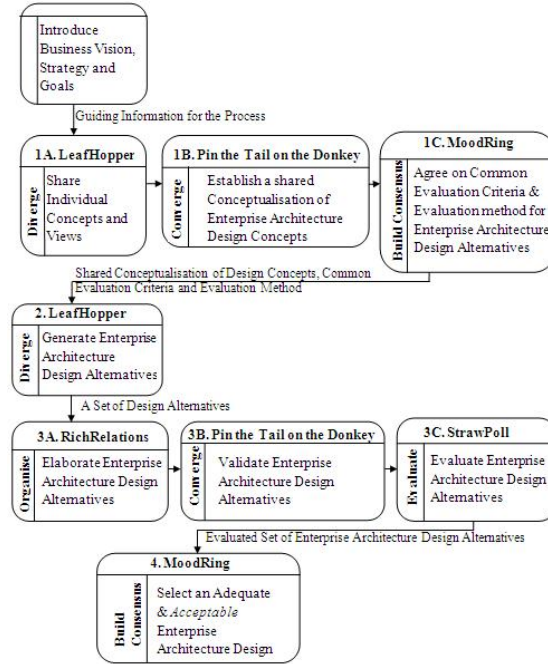 Introduce
Business Vision,
Strategy and
Goals
Guiding Information for the Process
1A. LeafHopper
Diverge
Share
Individual
Concepts and
Views
1B. Pin the Tail on the Donkey
Converge
Establish a shared
Conceptualisation of
Enterprise Architecture
Design Concepts
1C. MoodRing
Build Consensus
Agree on Common
Evaluation Criteria &
Evaluation method for
Enterprise Architecture
Design Alternatives
Shared Conceptualisation of Design Concepts, Common
Evaluation Criteria and Evaluation Method
2. LeafHopper
Diverge
Generate Enterprise
Architecture
Design Alternatives
A Set of Design Alternatives
3A. RichRelations
Organise
Elaborate Enterprise
Architecture Design
Alternatives
3B. Pin the Tail on the Donkey
Converge
Validate Enterprise
Architecture Design
Alternatives
3C. StrawPoll
Evaluate
Evaluate Enterprise
Architecture Design
Alternatives
Evaluated Set of Enterprise Architecture Design Alternatives
4. MoodRing
Build
Consensus
Select an Adequate
& Acceptable
Enterprise
Architecture Design